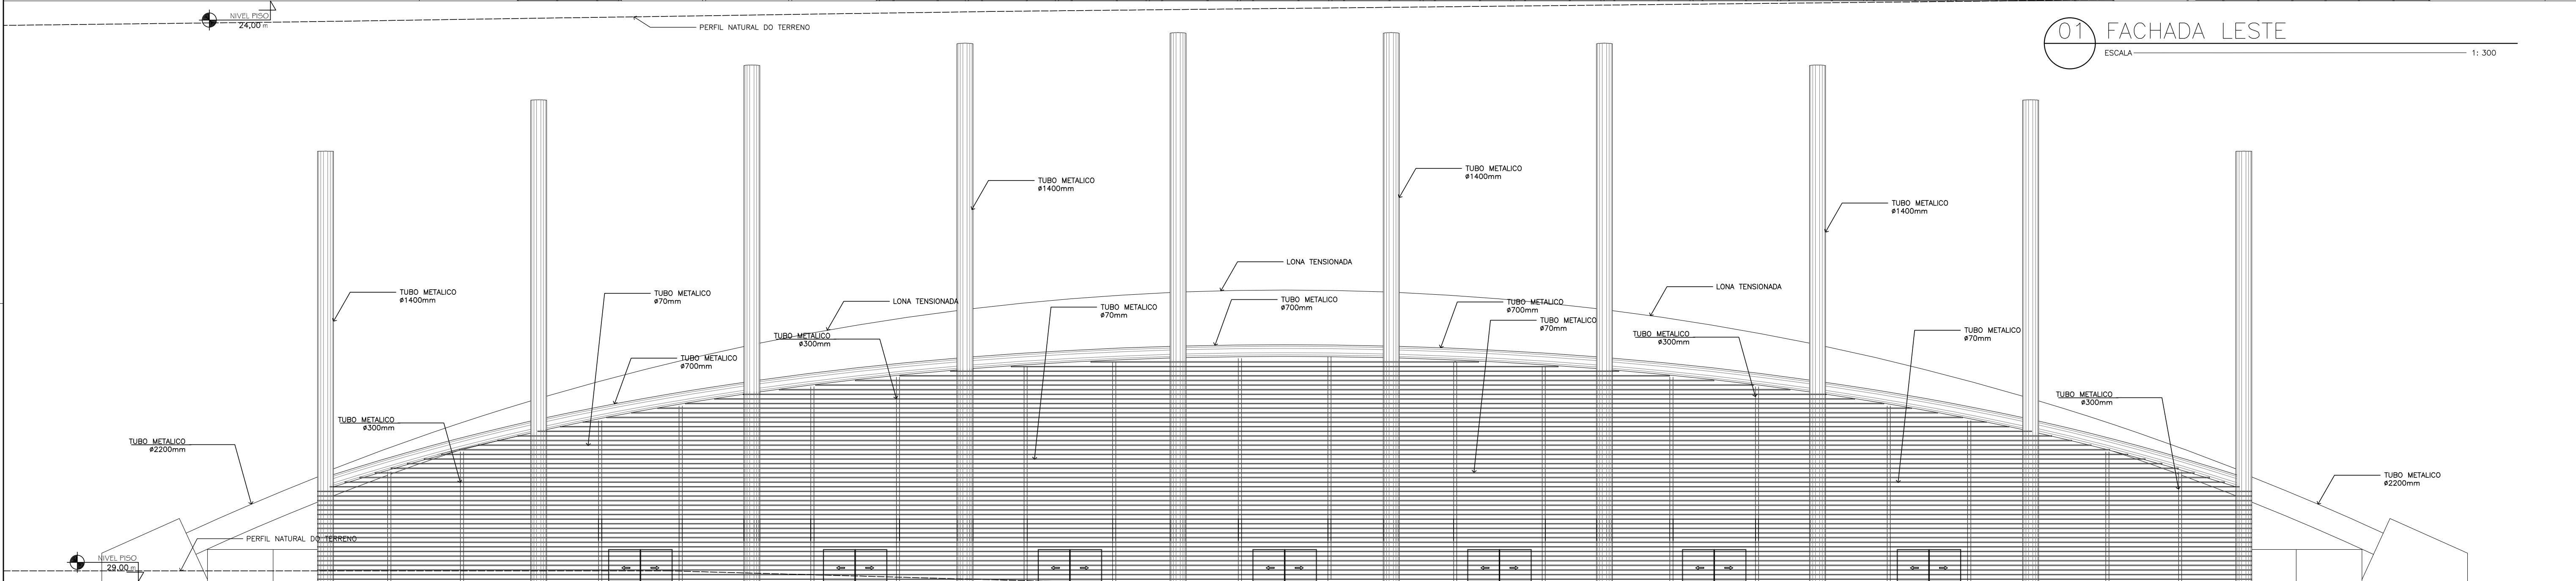 NIVEL PISO
24,00 m
PERFIL NATURAL DO TERRENO
01 FACHADA LESTE
ESCALA 1: 300
TUBO METALICO
ø1400mm
TUBO METALICO
ø1400mm
TUBO METALICO
ø1400mm
LONA TENSIONADA
LONA TENSIONADA
TUBO METALICO
ø1400mm
TUBO METALICO
ø70mm
LONA TENSIONADA
TUBO METALICO
ø70mm
TUBO METALICO
ø700mm
TUBO METALICO
ø700mm
TUBO METALICO
ø70mm
TUBO METALICO
ø300mm
TUBO METALICO
ø300mm
TUBO METALICO
ø70mm
TUBO METALICO
ø700mm
TUBO METALICO
ø300mm
TUBO METALICO
ø300mm
TUBO METALICO
ø2200mm
TUBO METALICO
ø2200mm
PERFIL NATURAL DO TERRENO
NIVEL PISO
29,00 m